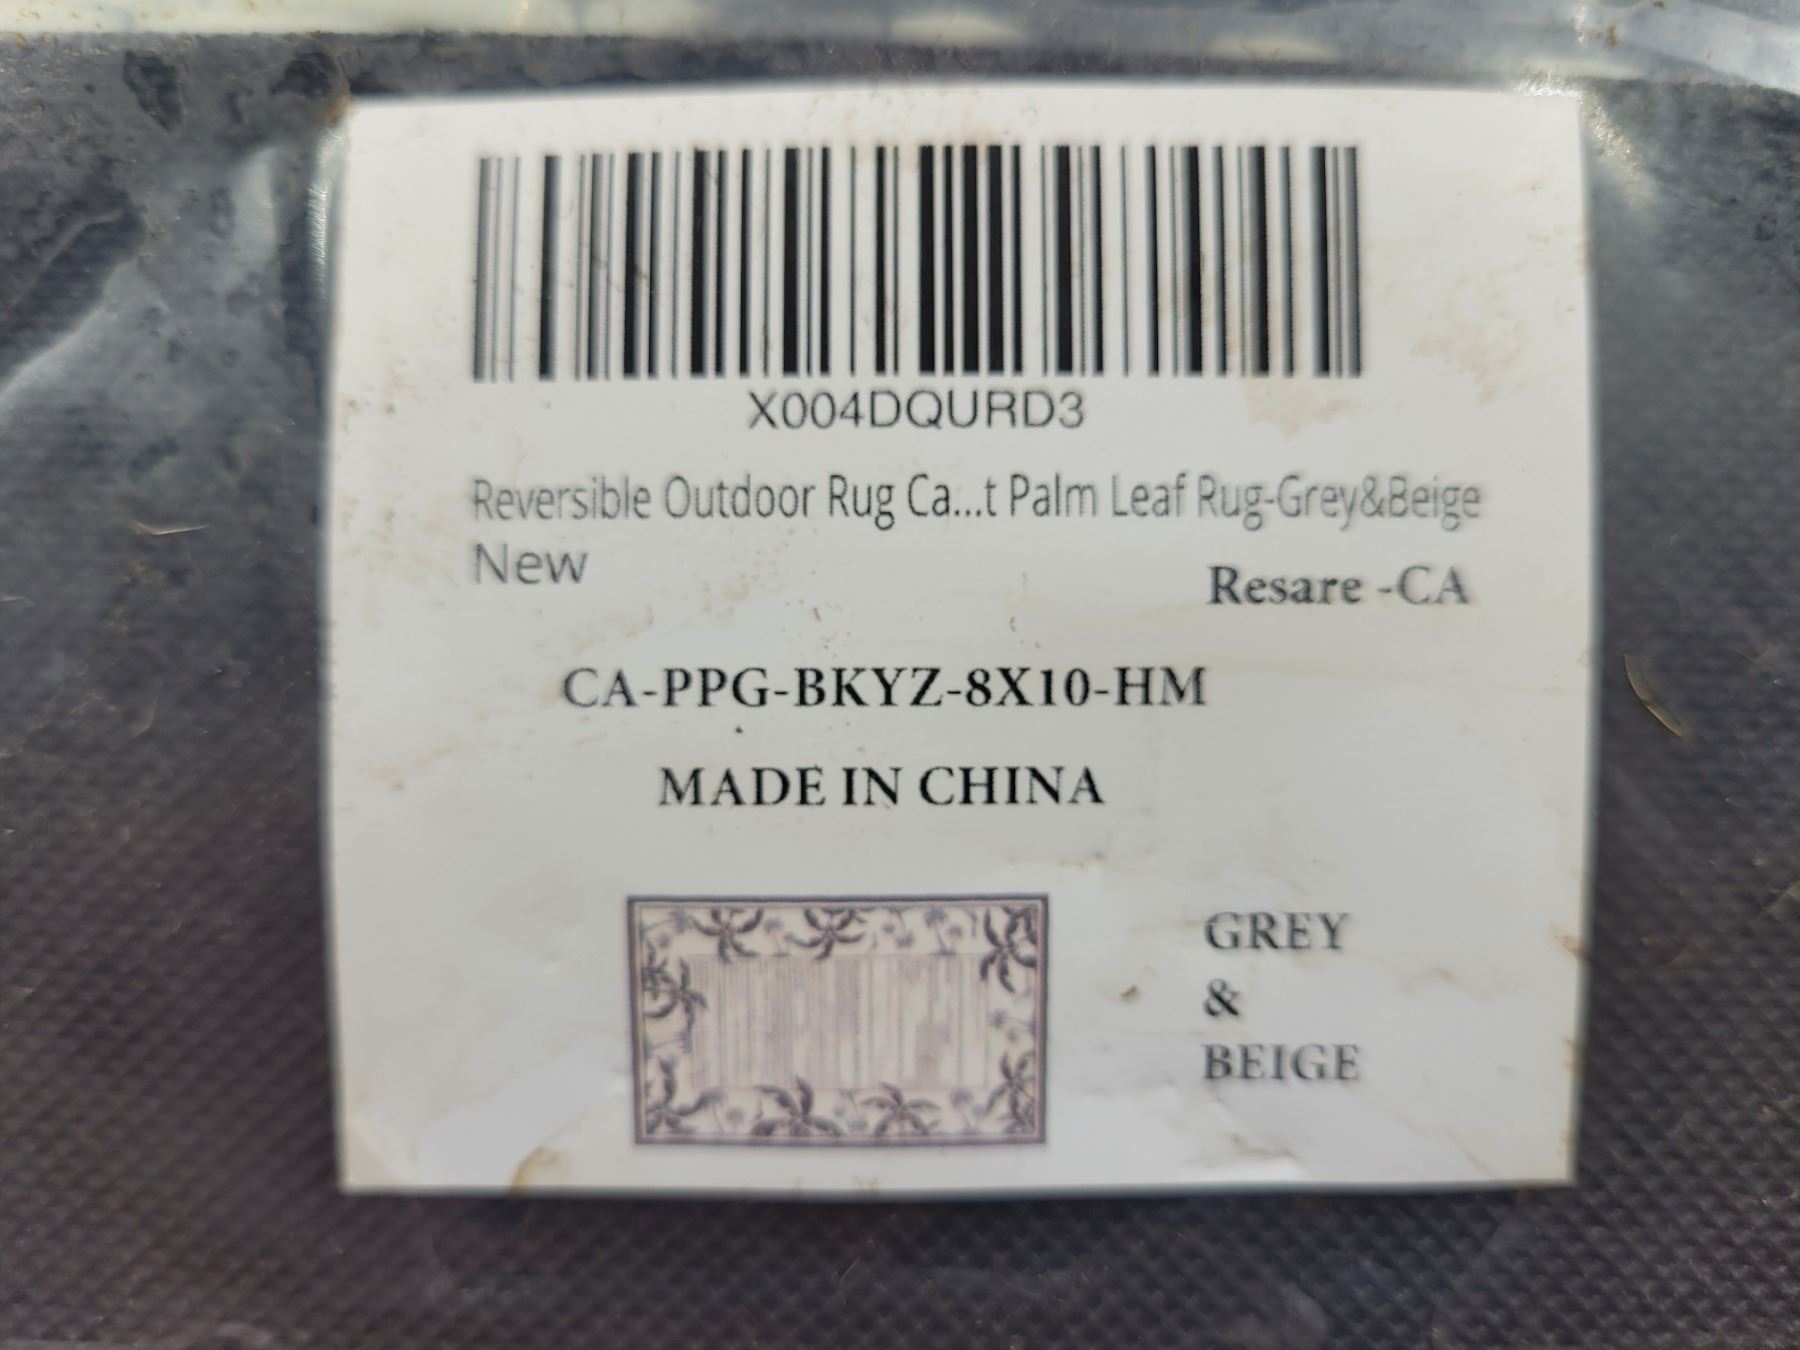 X004DQURD3
Reversible Outdoor Rug Ca...t Palm Leaf Rug-Grey&Beige
New
Resare -CA
CA-PPG-BKYZ-8X10-HM
MADE IN CHINA
GREY
&
BEIGE